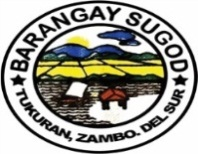 BARANGAY SUGOD
TUKURAN, ZAMBO. DEL SUR